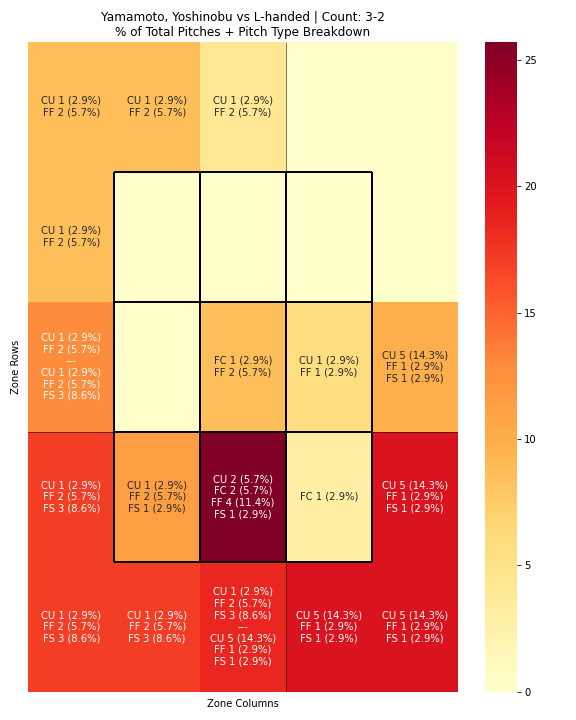 Yamamoto, Yoshinobu vs L-handed | Count: 3-2
% of Total Pitches + Pitch Type Breakdown
CU 1 (2.9%)
FF 2 (5.7%)
CU 1 (2.9%)
FF 2 (5.7%)
CU 1 (2.9%)
FF 2 (5.7%)
CU 1 (2.9%)
FF 2 (5.7%)
CU 1 (2.9%)
FF 2 (5.7%)
---
CU 1 (2.9%)
FF 2 (5.7%)
FS 3 (8.6%)
FC 1 (2.9%)
FF 2 (5.7%)
CU 1 (2.9%)
FF 1 (2.9%)
CU 5 (14.3%)
FF 1 (2.9%)
FS 1 (2.9%)
CU 1 (2.9%)
FF 2 (5.7%)
FS 3 (8.6%)
CU 1 (2.9%)
FF 2 (5.7%)
FS 1 (2.9%)
CU 2 (5.7%)
FC 2 (5.7%)
FF 4 (11.4%)
FS 1 (2.9%)
FC 1 (2.9%)
CU 5 (14.3%)
FF 1 (2.9%)
FS 1 (2.9%)
CU 1 (2.9%)
FF 2 (5.7%)
FS 3 (8.6%)
CU 1 (2.9%)
FF 2 (5.7%)
FS 3 (8.6%)
CU 1 (2.9%)
FF 2 (5.7%)
FS 3 (8.6%)
---
CU 5 (14.3%)
FF 1 (2.9%)
FS 1 (2.9%)
CU 5 (14.3%)
FF 1 (2.9%)
FS 1 (2.9%)
CU 5 (14.3%)
FF 1 (2.9%)
FS 1 (2.9%)
Zone Rows
Zone Columns
25
20
15
10
5
0